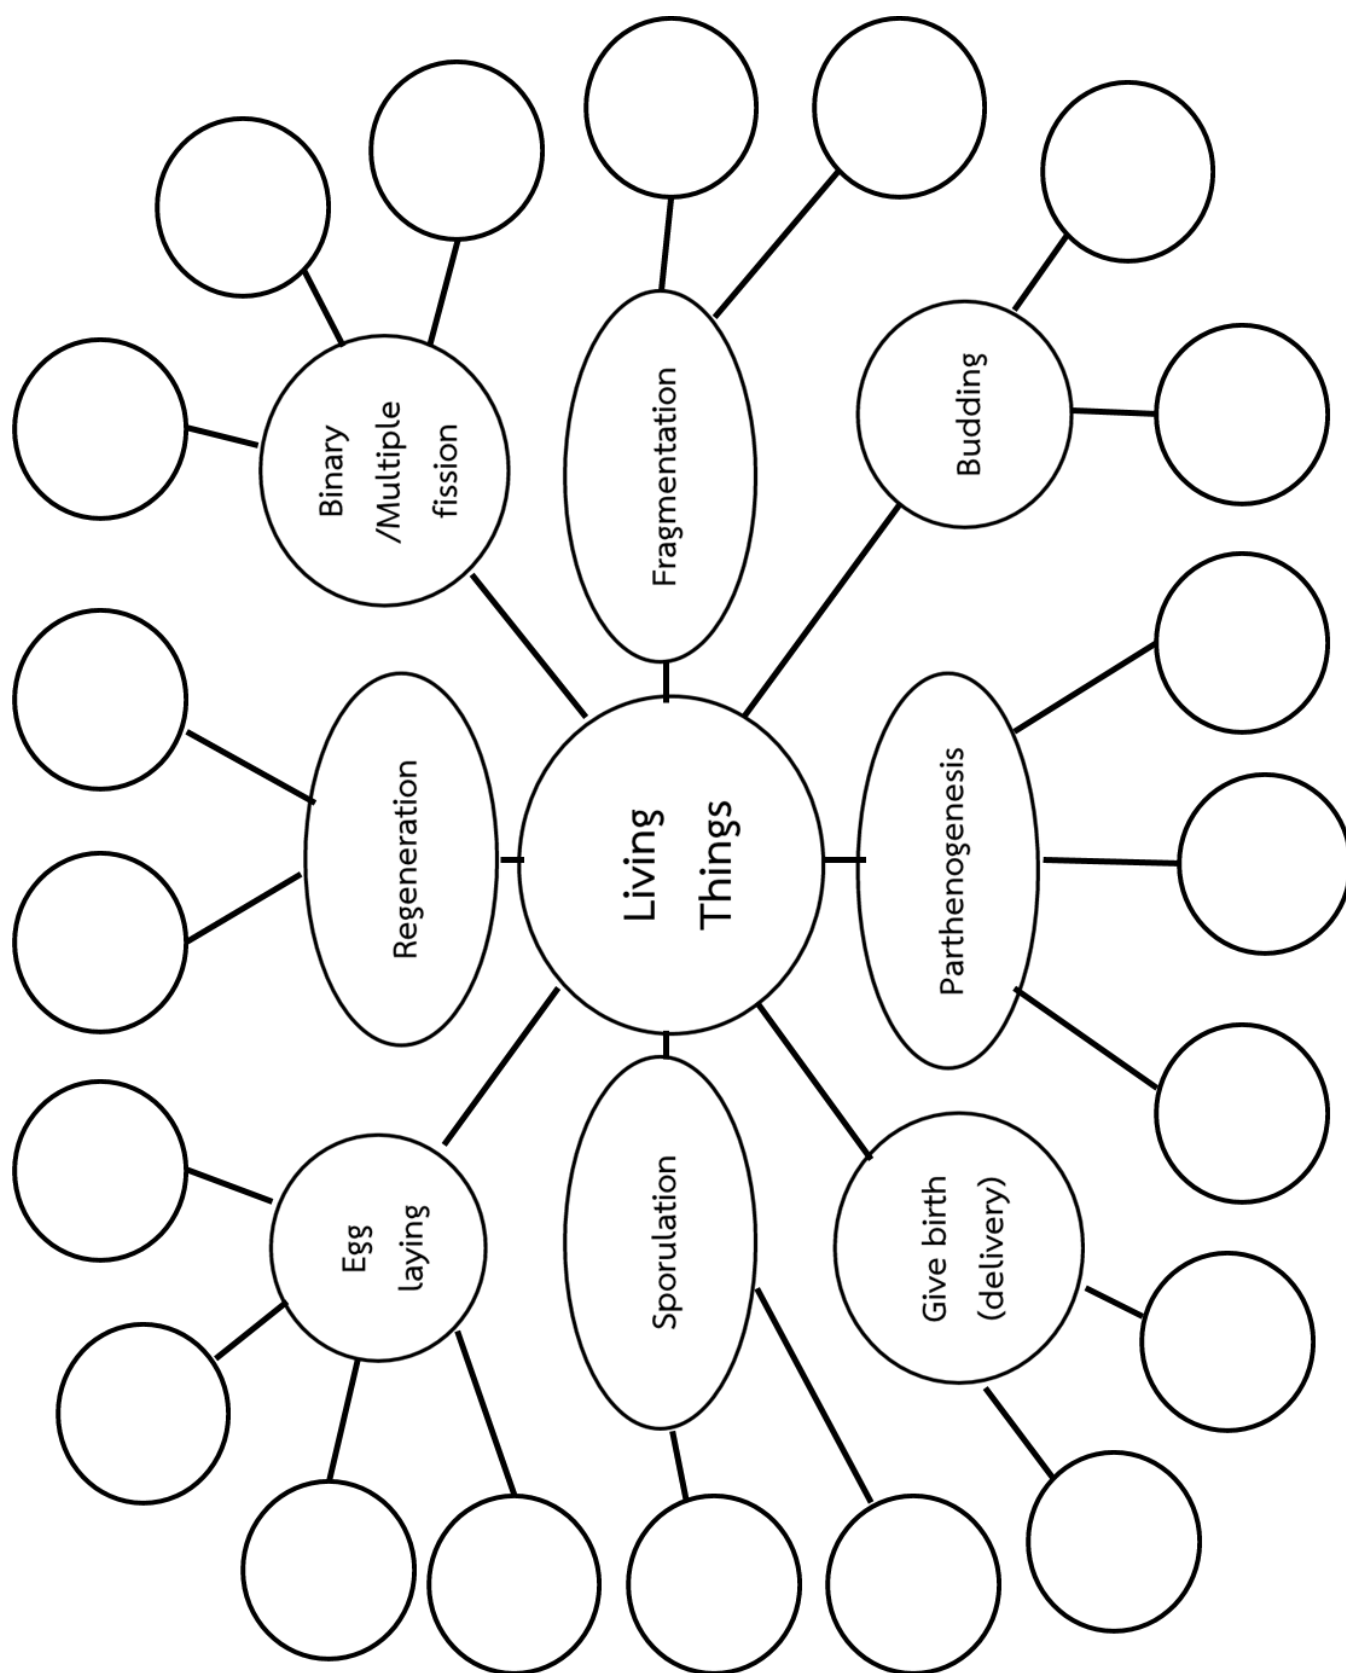 Living
Things
Binary
/Multiple
fission
Fragmentation
Budding
Parthenogenesis
Give birth
(delivery)
Sporulation
Egg
laying
Regeneration